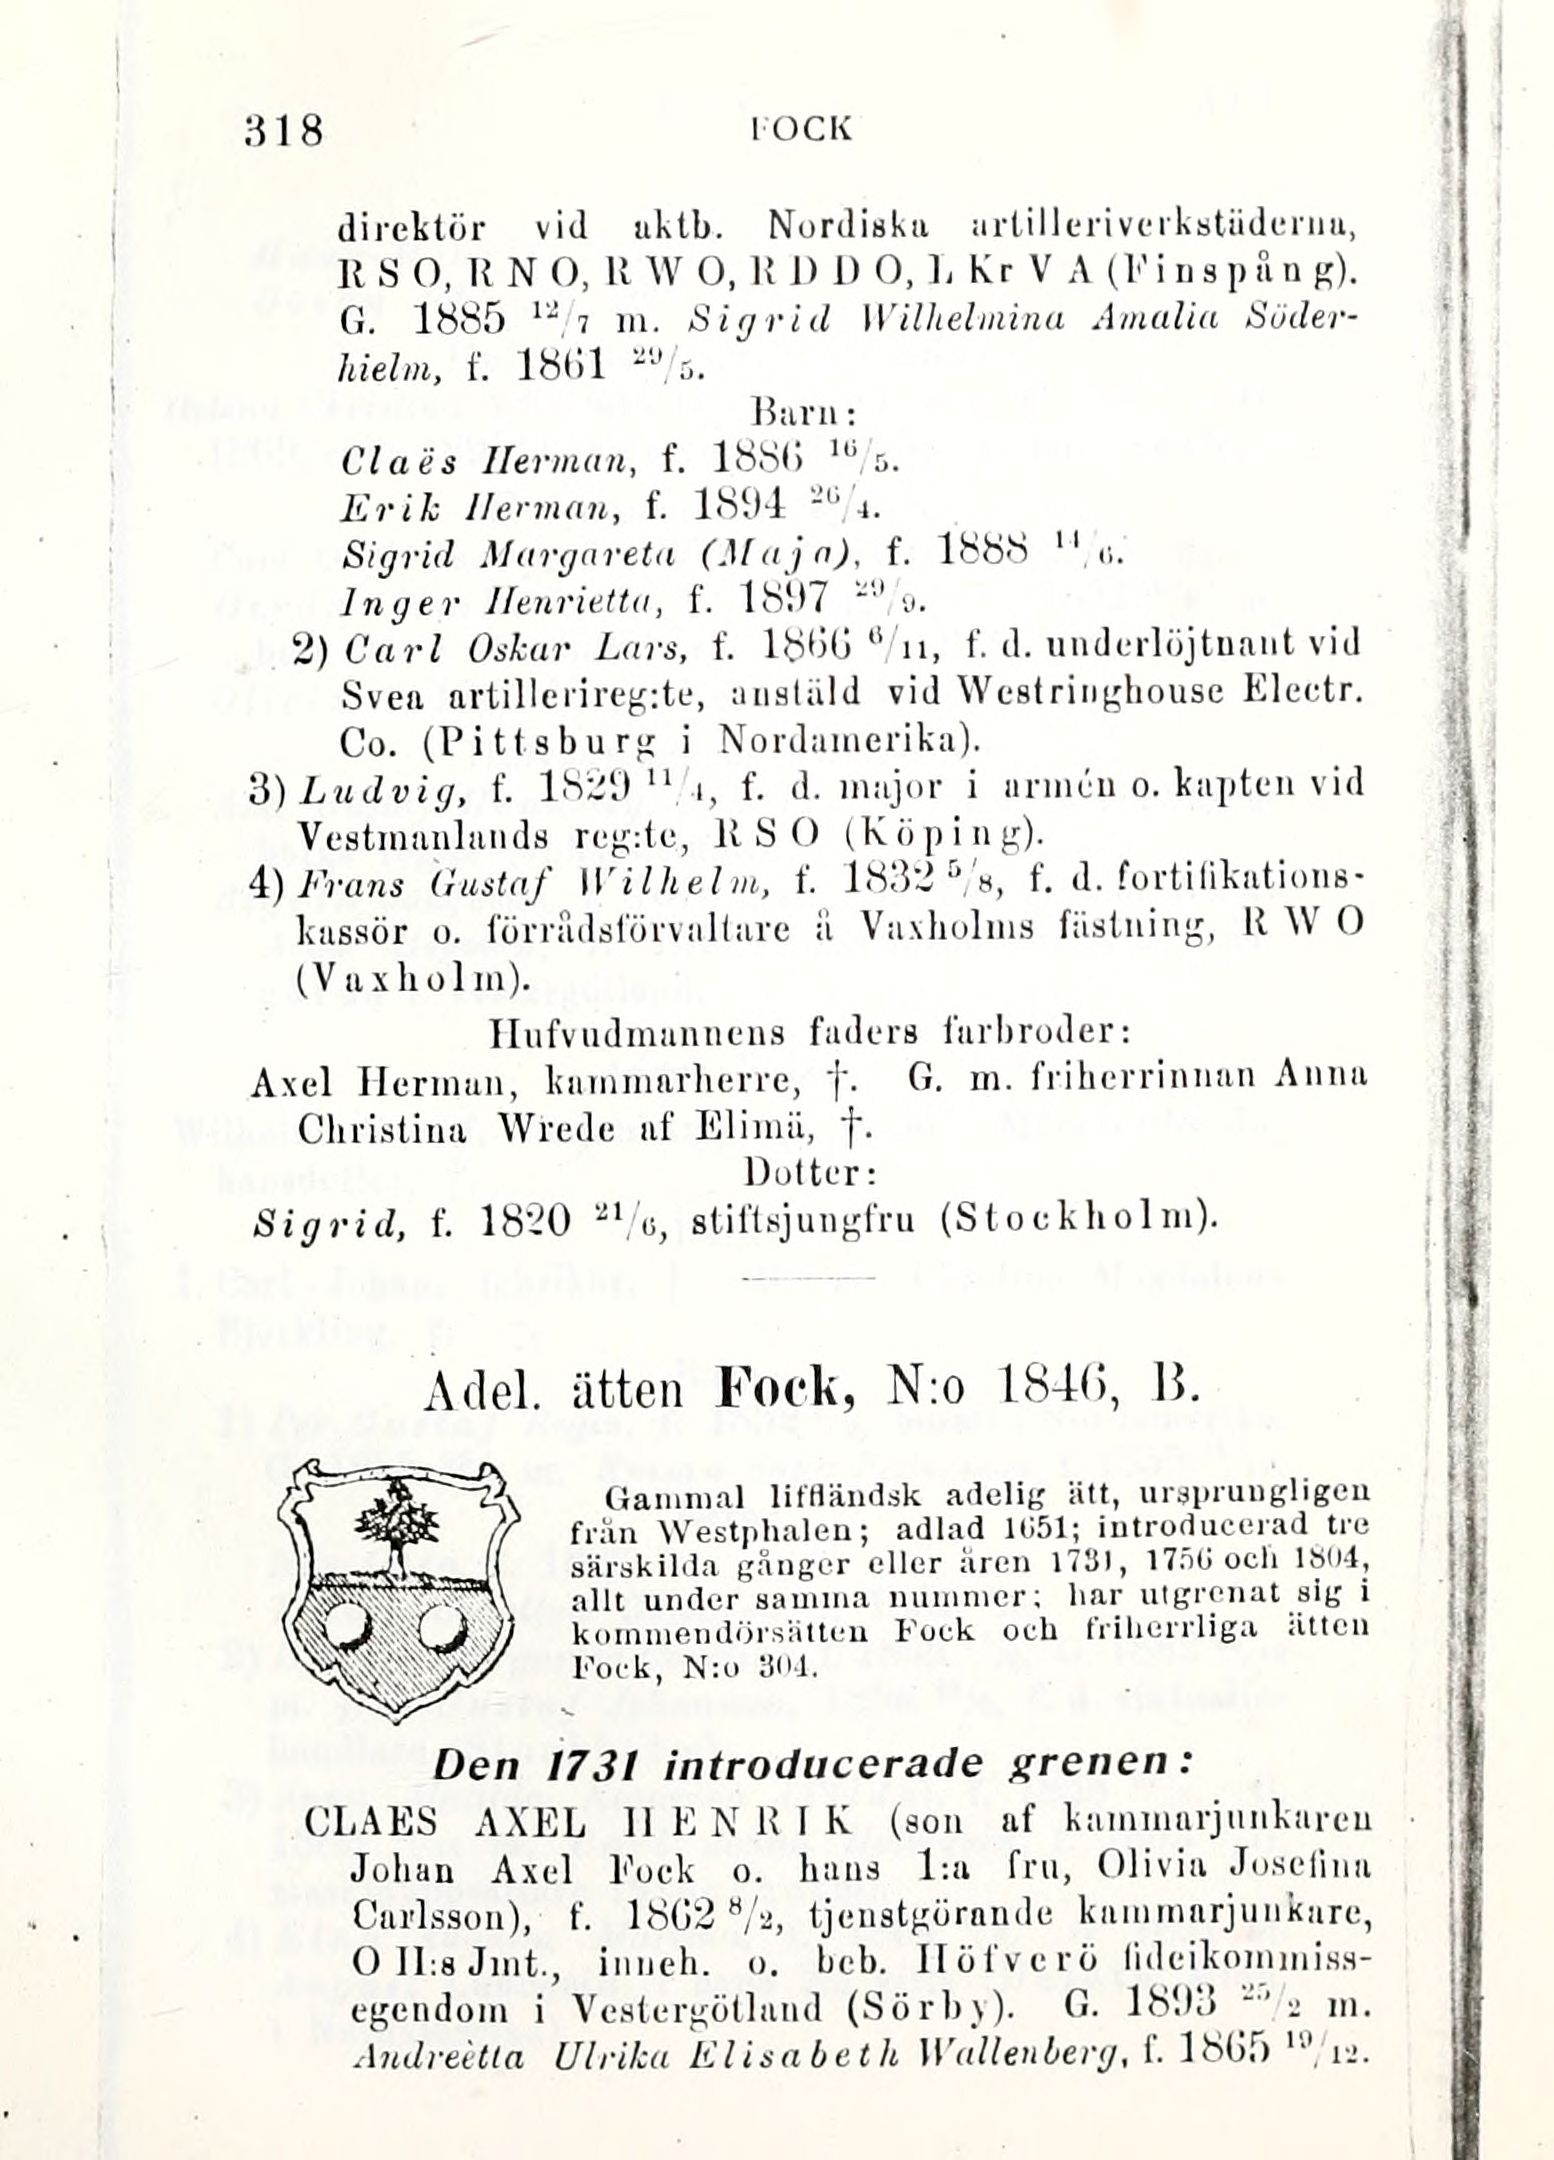 318 FOCK
direktör vid aktb. Nordiska artilleriverkstäderna,
R S O, R N O, R W O, R D D O, L Kr V A (Finspång).
G. 1885 12/7 m. Sigrid Wilhelmina Amalia Söder-
hielm, f. 1861 29/5.
Barn:
Claës Herman, f. 1886 16/5.
Erik Herman, f. 1894 26/4.
Sigrid Margareta (Maja), f. 1888 14/6.
Inger Henrietta, f. 1897 29/9.
2) Carl Oskar Lars, f. 1866 6/11, f. d. underlöjtnant vid
Svea artillerireg:te, anstäld vid Westringhouse Electr.
Co. (Pittsburg i Nordamerika).
3) Ludvig, f. 1829 11/4, f. d. major i armén o. kapten vid
Vestmanlands reg:te, R S O (Köping).
4) Frans Gustaf Wilhelm, f. 1832 5/8, f. d. fortifikations-
kassör o. förrådsförvaltare å Vaxholms fästning, R W O
(Vaxholm).
Hufvudmannens faders farbroder:
Axel Herman, kammarherre, †. G. m. friherrinnan Anna
Christina Wrede af Elimä, †.
Dotter:
Sigrid, f. 1820 21/6, stiftsjungfru (Stockholm).
Adel. ätten Fock, N:o 1846, B.
Gammal liffländsk adelig ätt, ursprungligen
från Westphalen; adlad 1651; introducerad tre
särskilda gånger eller åren 1731, 1756 och 1804,
allt under samma nummer; har utgrenat sig i
kommendörsätten Fock och friherrliga ätten
Fock, N:o 304.
Den 1731 introducerade grenen:
CLAES AXEL HENRIK (son af kammarjunkaren
Johan Axel Fock o. hans 1:a fru, Olivia Josefina
Carlsson), f. 1862 8/2, tjenstgörande kammarjunkare,
O II:s Jmt., inneh. o. beb. Höfverö fideikommiss-
egendom i Vestergötland (Sörby). G. 1893 25/2 m.
Andreètta Ulrika Elisabeth Wallenberg, f. 1865 19/12.